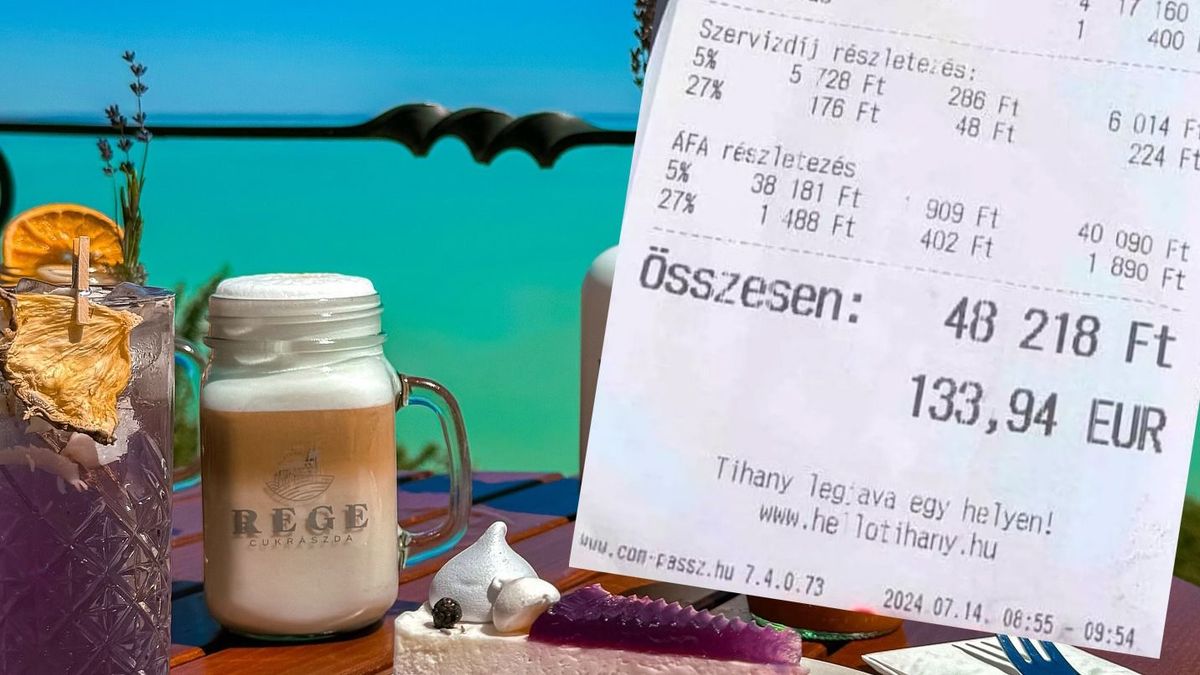 REGE
CUKRÁSZDA
4 17 160
1 400
Szervizdíj részletezés:
5% 5 728 Ft 286 Ft 6 014 Ft
27% 176 Ft 48 Ft 224 Ft
ÁFA részletezés
5% 38 181 Ft 909 Ft 40 090 Ft
27% 1 488 Ft 402 Ft 1 890 Ft
Összesen: 48 218 Ft
133,94 EUR
Tihany legjava egy helyen!
www.hellotihany.hu
www.com-passz.hu 7.4.0.73
2024.07.14. 08:55 - 09:54